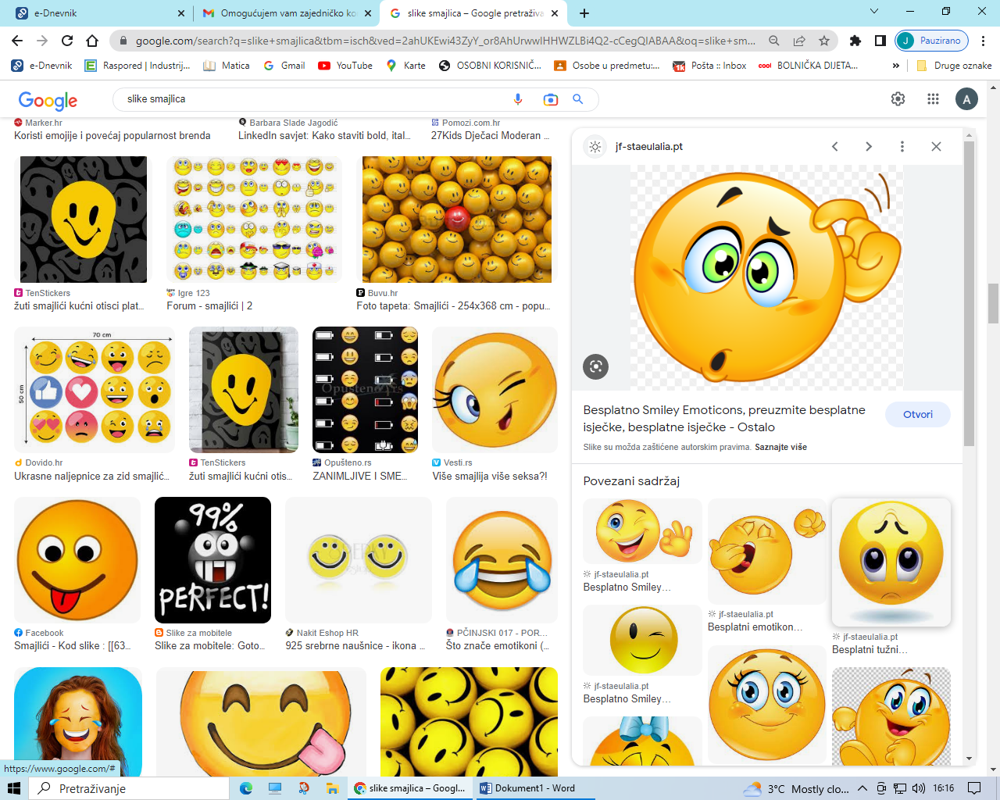 e-Dnevnik
Omogućujem vam zajedničko ko
slike smajlica – Google pretraživa
google.com/search?q=slike+smajlica&tbm=isch&ved=2ahUKEwi43ZyY_or8AhUrwwIHHWZLBi4Q2-cCegQIABAA&oq=slike+sm...
J Pauzirano
e-Dnevnik
Raspored | Industrij...
Matica
Gmail
YouTube
Karte
OSOBNI KORISNIČ...
Osobe u predmetu:...
Pošta :: Inbox
cool BOLNIČKA DIJETA...
»
Druge oznake
Google
slike smajlica
A
Marker.hr
Koristi emojije i povećaj popularnost brenda
Barbara Slade Jagodić
LinkedIn savjet: Kako staviti bold, ital...
Pomozi.com.hr
27Kids Dječaci Moderan ...
TenStickers
žuti smajlići kućni otisci plat...
Igre 123
Forum - smajlići | 2
Buvu.hr
Foto tapeta: Smajlići - 254x368 cm - popu...
70 cm
50 cm
Opušteno.rs
Dovido.hr
Ukrasne naljepnice za zid smajlić...
TenStickers
žuti smajlići kućni otis...
Opušteno.rs
ZANIMLJIVE I SME...
Vesti.rs
Više smajlija više seksa?!
99%
PERFECT!
Facebook
Smajlići - Kod slike : [[63...
Slike za mobitele
Slike za mobitele: Goto...
Nakit Eshop HR
925 srebrne naušnice - ikona ...
PČINJSKI 017 - POR...
Što znače emotikoni (...
jf-staeulalia.pt
Besplatno Smiley Emoticons, preuzmite besplatne
isječke, besplatne isječke - Ostalo
Otvori
Slike su možda zaštićene autorskim pravima. Saznajte više
Povezani sadržaj
jf-staeulalia.pt
Besplatno Smiley...
jf-staeulalia.pt
Besplatni emotikon...
jf-staeulalia.pt
Besplatni tužni...
jf-staeulalia.pt
Besplatno Smiley...
https://www.google.com/#
Pretraživanje
slike smajlica – Googl...
Dokument1 - Word
3°C Mostly clo...
16:16